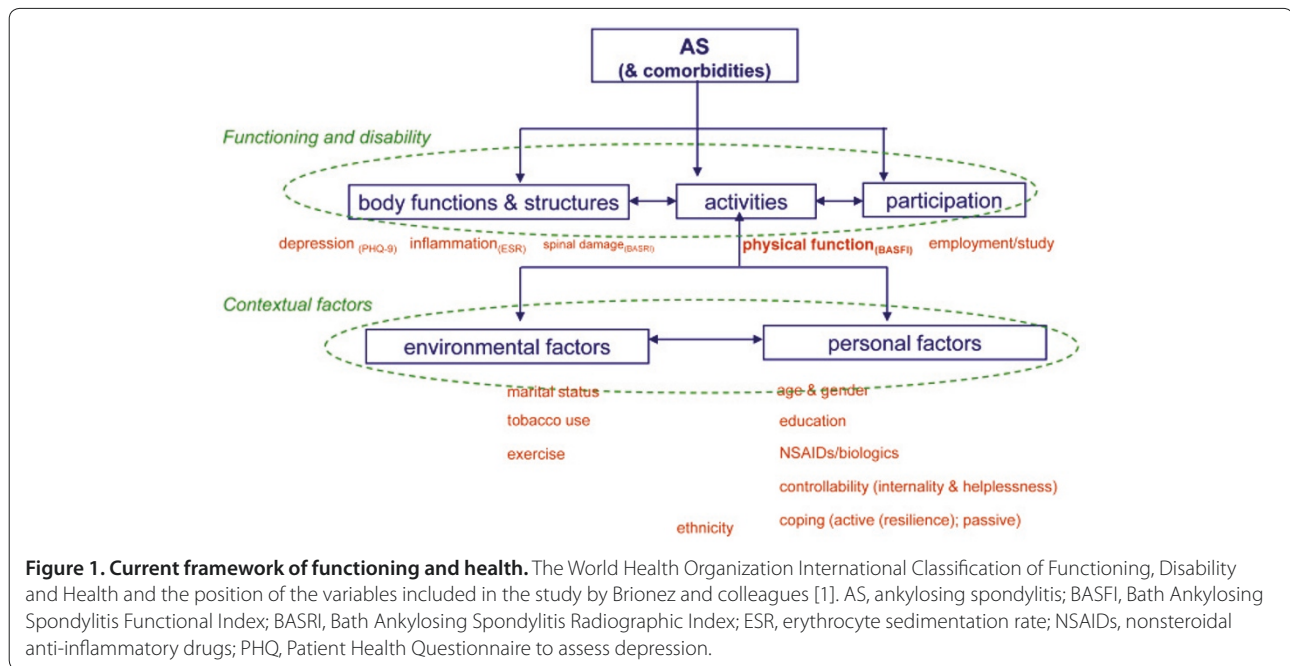 AS
(& comorbidities)
Functioning and disability
body functions & structures
activities
participation
depression (PHQ-9)
inflammation(ESR)
spinal damage(BASRI)
physical function(BASFI)
employment/study
Contextual factors
environmental factors
personal factors
marital status
age & gender
tobacco use
education
exercise
NSAIDs/biologics
controllability (internality & helplessness)
ethnicity
coping (active (resilience); passive)
Figure 1. Current framework of functioning and health. The World Health Organization International Classification of Functioning, Disability
and Health and the position of the variables included in the study by Brionez and colleagues [1]. AS, ankylosing spondylitis; BASFI, Bath Ankylosing
Spondylitis Functional Index; BASRI, Bath Ankylosing Spondylitis Radiographic Index; ESR, erythrocyte sedimentation rate; NSAIDs, nonsteroidal
anti-inflammatory drugs; PHQ, Patient Health Questionnaire to assess depression.